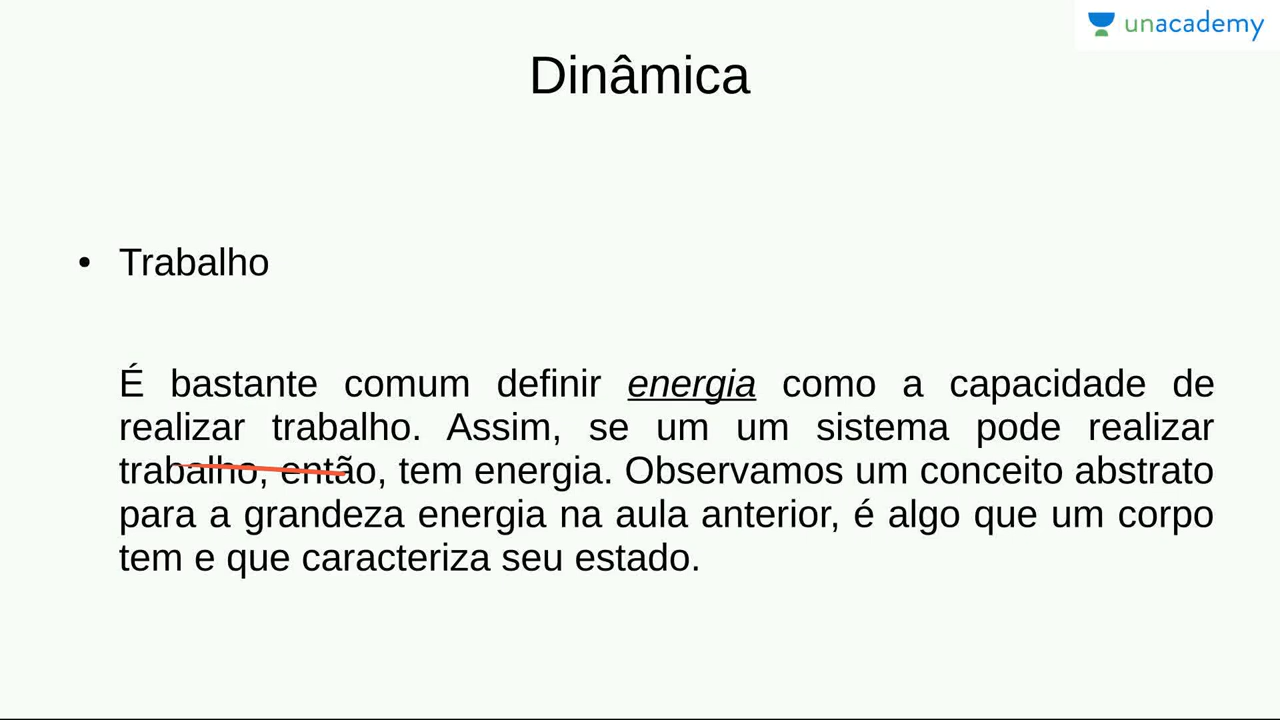 unacademy
Dinâmica
• Trabalho
É bastante comum definir energia como a capacidade de
realizar trabalho. Assim, se um um sistema pode realizar
trabalho, então, tem energia. Observamos um conceito abstrato
para a grandeza energia na aula anterior, é algo que um corpo
tem e que caracteriza seu estado.